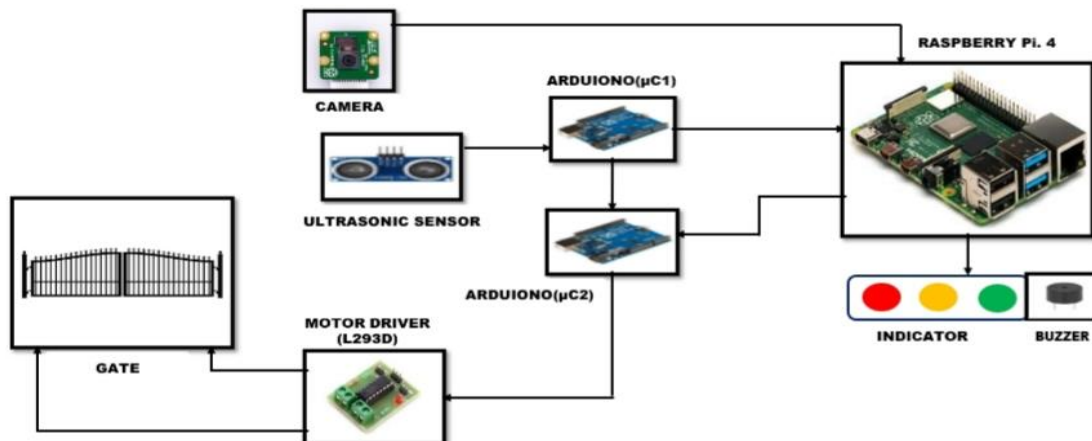 RASPBERRY Pi. 4
ARDUIONO(µC1)
CAMERA
ULTRASONIC SENSOR
ARDUIONO(µC2)
MOTOR DRIVER
(L293D)
INDICATOR
BUZZER
GATE